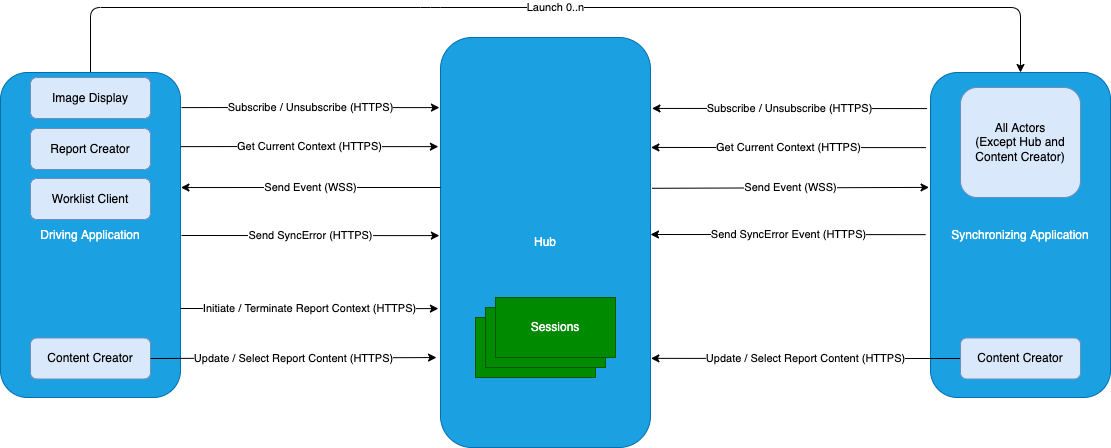 Launch 0..n
Image Display
Report Creator
Worklist Client
Driving Application
Content Creator
Subscribe / Unsubscribe (HTTPS)
Get Current Context (HTTPS)
Send Event (WSS)
Send SyncError (HTTPS)
Initiate / Terminate Report Context (HTTPS)
Update / Select Report Content (HTTPS)
Hub
Sessions
Subscribe / Unsubscribe (HTTPS)
Get Current Context (HTTPS)
Send Event (WSS)
Send SyncError Event (HTTPS)
Update / Select Report Content (HTTPS)
All Actors
(Except Hub and
Content Creator)
Synchronizing Application
Content Creator